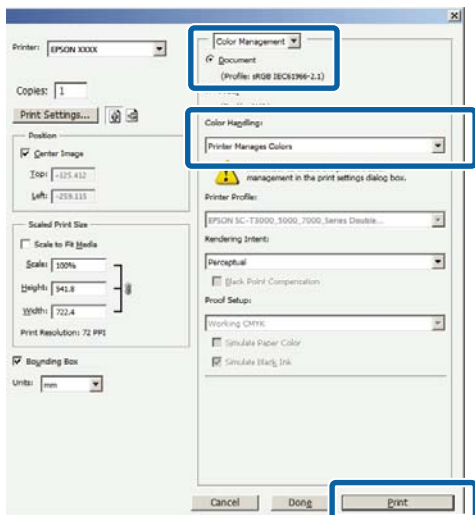 Printer: EPSON XXXX
Copies: 1
Print Settings...
Position
Center Image
Top: -125.412
Left: -259.115
Scaled Print Size
Scale to Fit Media
Scale: 100%
Height: 941.8
Width: 722.4
Print Resolution: 72 PPI
Bounding Box
Units: mm
Color Management
Document
(Profile: sRGB IEC61966-2.1)
Color Handling:
Printer Manages Colors
management in the print settings dialog box.
Printer Profile:
EPSON SC-T3000_5000_7000_Series Double...
Rendering Intent:
Perceptual
Black Point Compensation
Proof Setup:
Working CMYK
Simulate Paper Color
Simulate Black Ink
Cancel
Done
Print